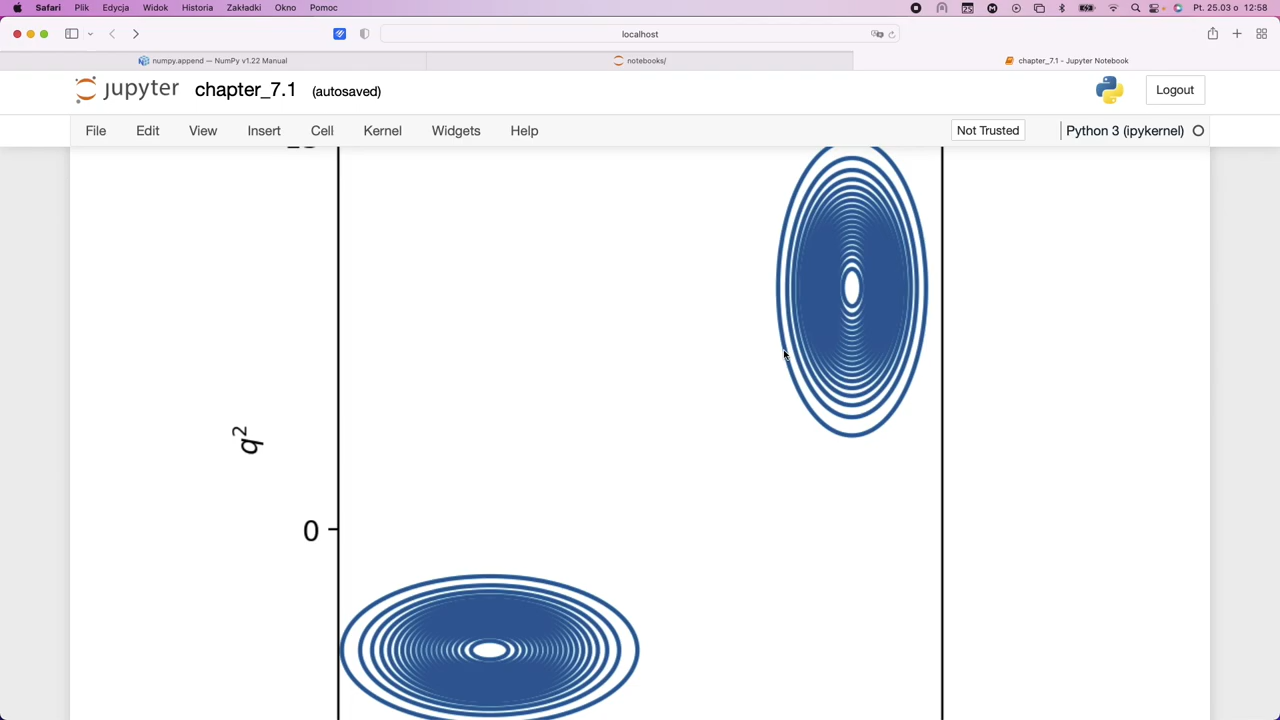 Safari Plik Edycja Widok Historia Zakładki Okno Pomoc Pt. 25.03 o 12:58
localhost
numpy.append — NumPy v1.22 Manual notebooks/ chapter_7.1 - Jupyter Notebook
jupyter chapter_7.1 (autosaved) Logout
File Edit View Insert Cell Kernel Widgets Help Not Trusted Python 3 (ipykernel)
q²
0